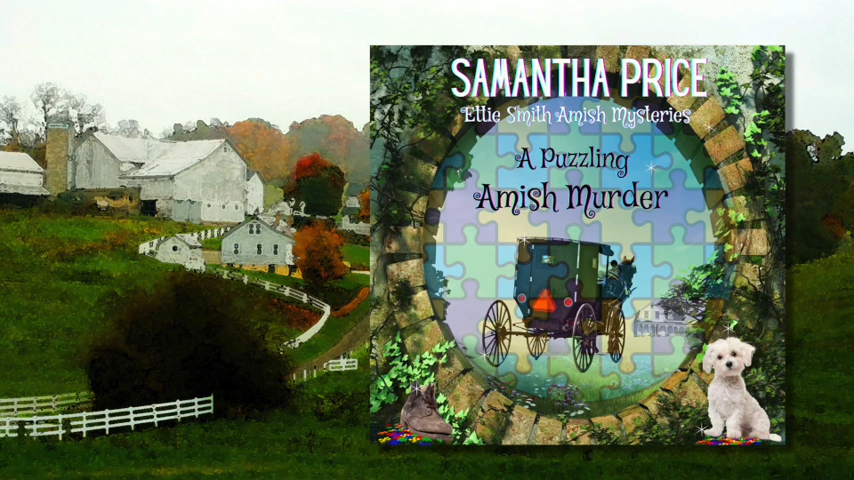 SAMANTHA PRICE
Ettie Smith Amish Mysteries
A Puzzling
Amish Murder